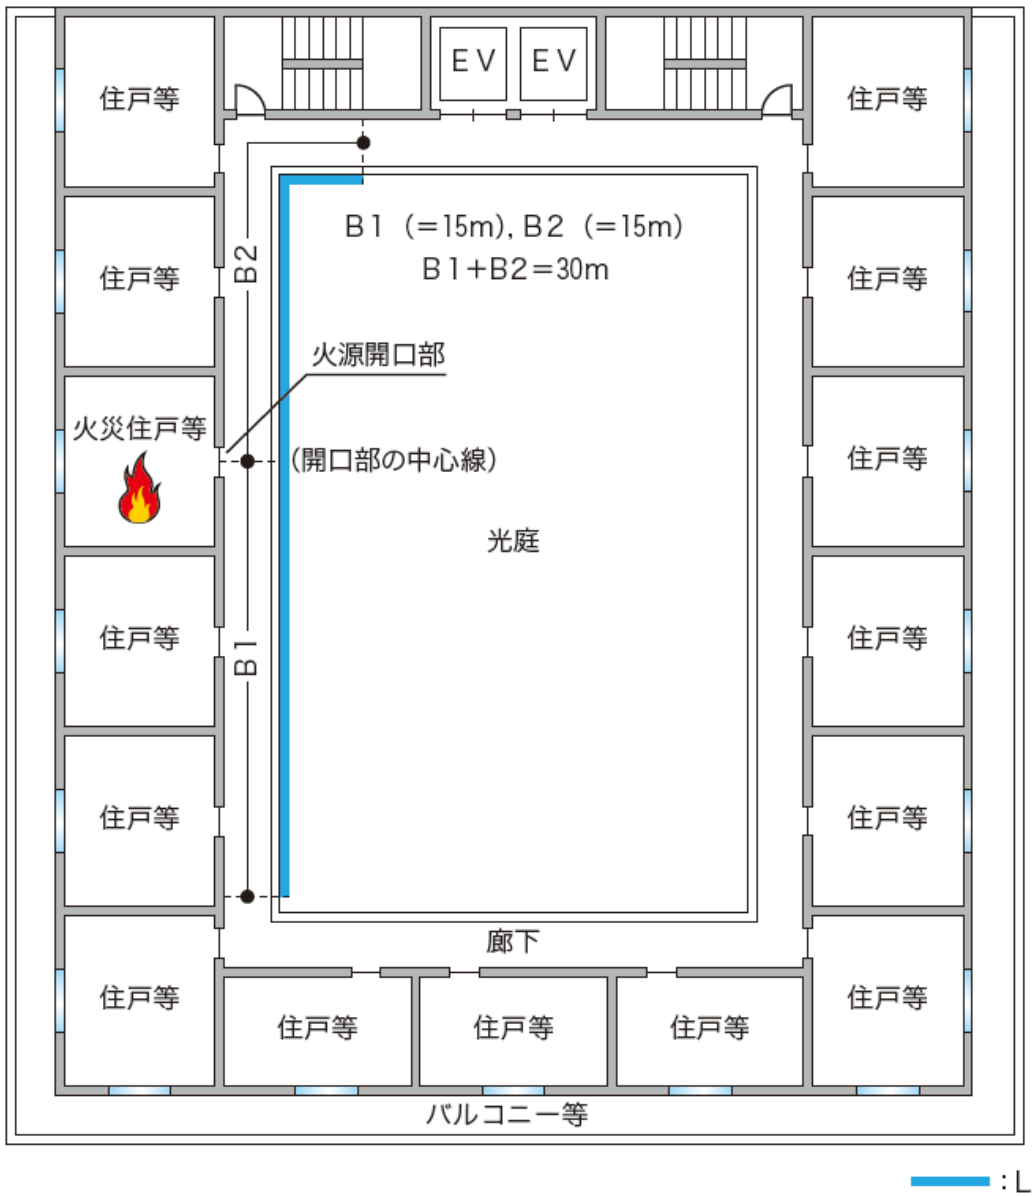 EV EV
住戸等
住戸等
B1 (=15m), B2 (=15m)
B1+B2=30m
住戸等
B2
住戸等
火源開口部
火災住戸等
(開口部の中心線)
住戸等
光庭
住戸等
B1
住戸等
住戸等
住戸等
廊下
住戸等
住戸等
住戸等
住戸等
住戸等
バルコニー等
:L